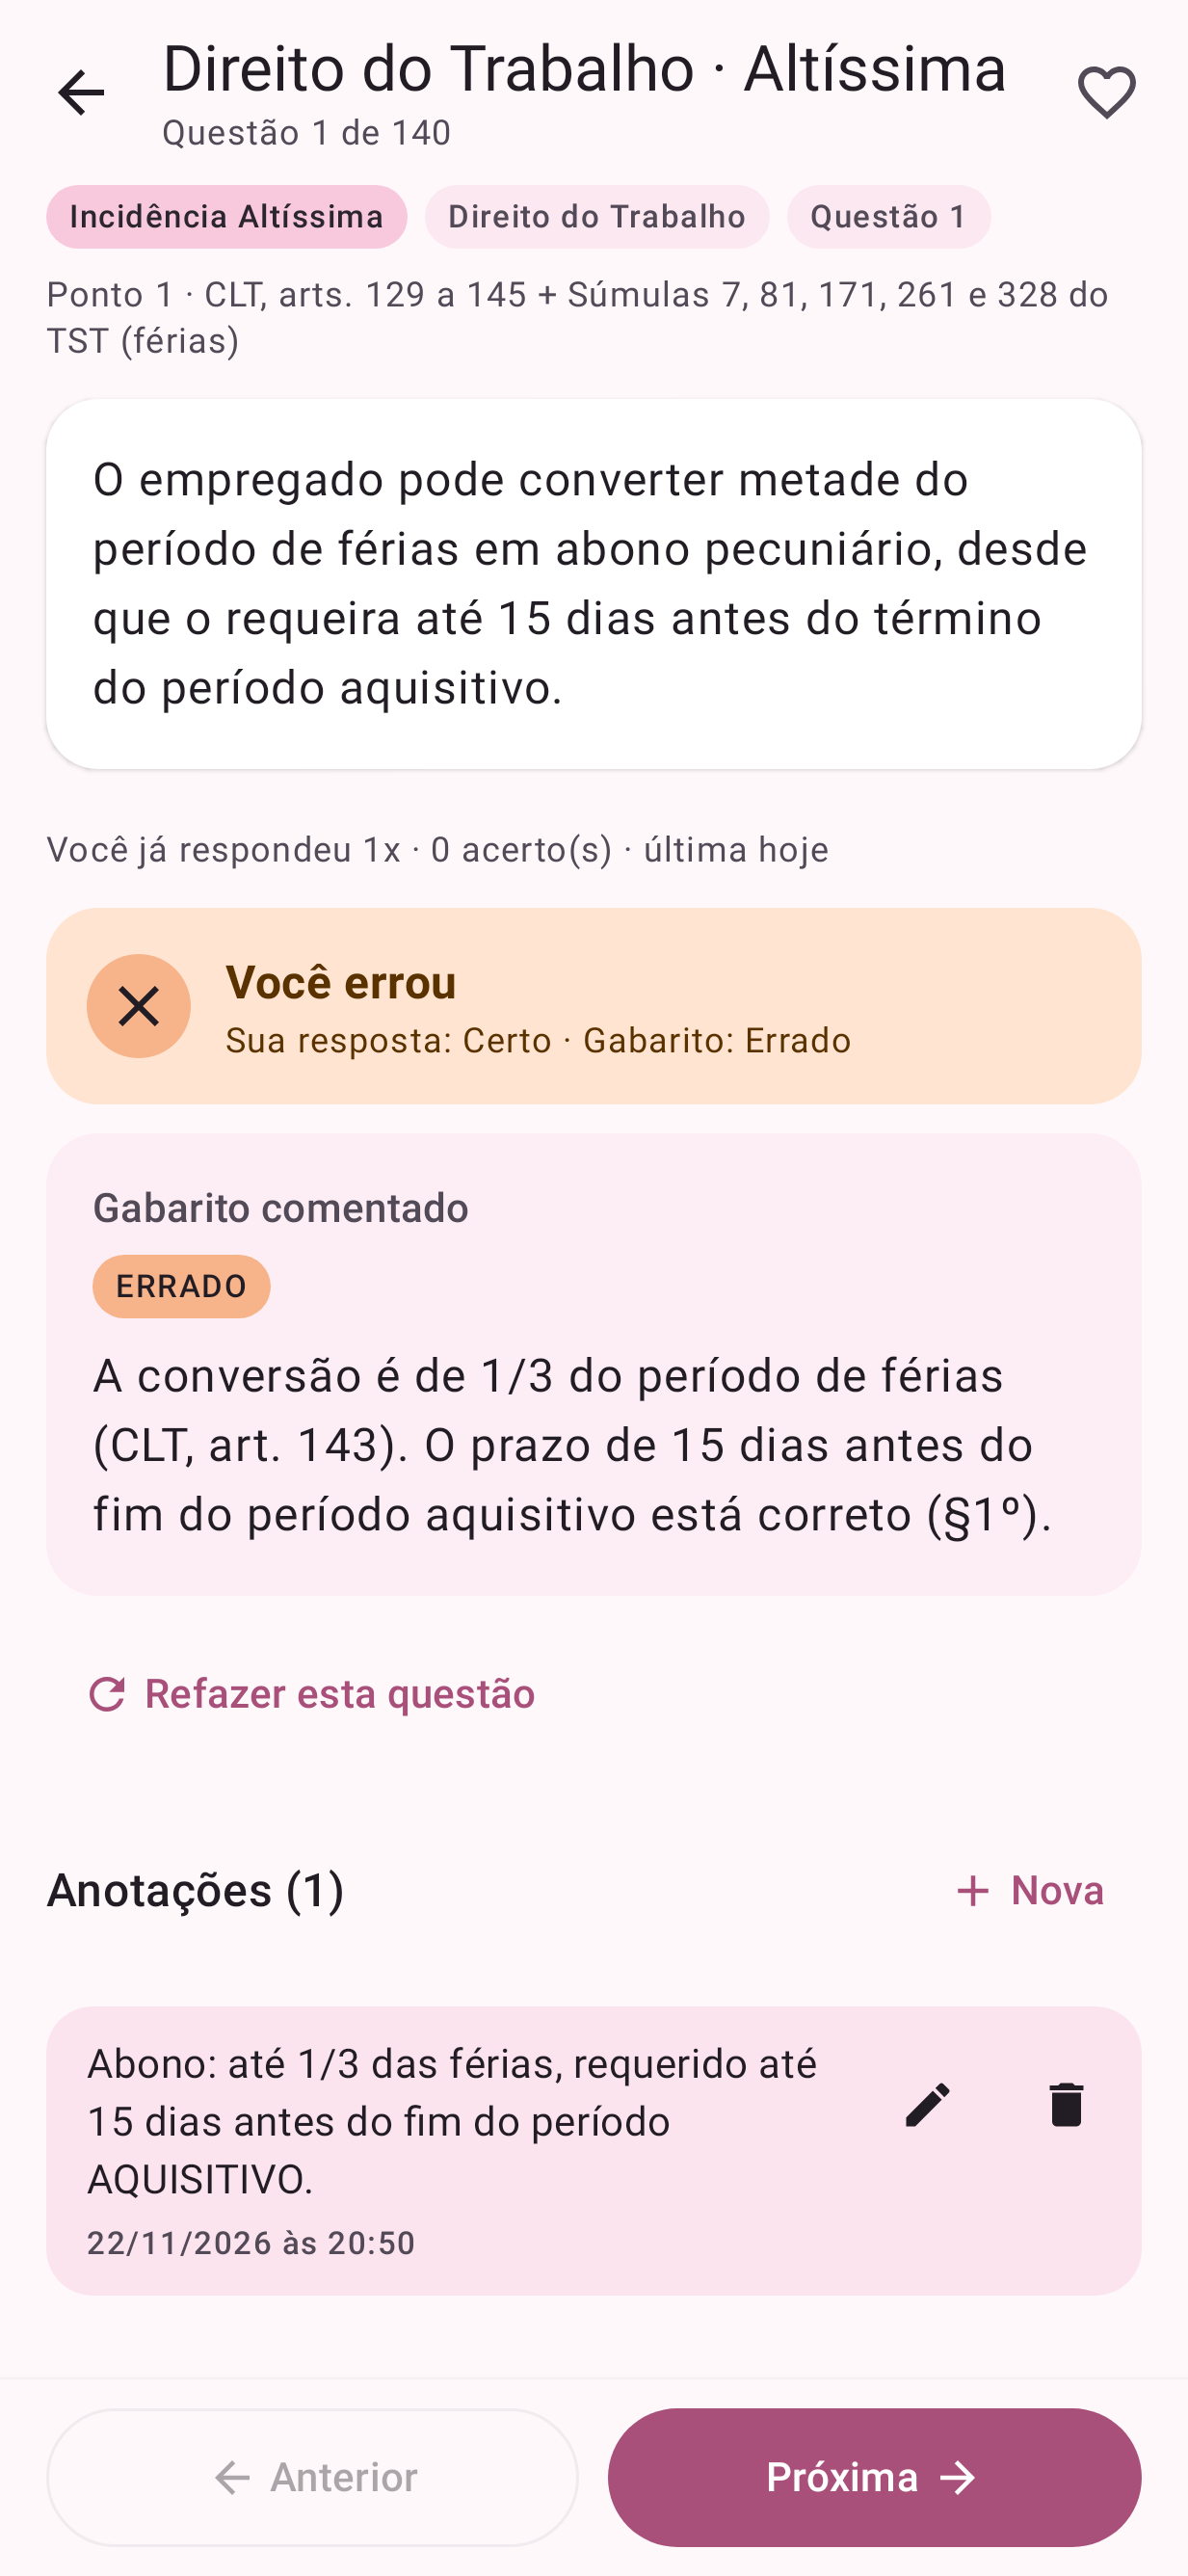 Direito do Trabalho · Altíssima
Questão 1 de 140
Incidência Altíssima
Direito do Trabalho
Questão 1
Ponto 1 · CLT, arts. 129 a 145 + Súmulas 7, 81, 171, 261 e 328 do
TST (férias)
O empregado pode converter metade do
período de férias em abono pecuniário, desde
que o requeira até 15 dias antes do término
do período aquisitivo.
Você já respondeu 1x · 0 acerto(s) · última hoje
Você errou
Sua resposta: Certo · Gabarito: Errado
Gabarito comentado
ERRADO
A conversão é de 1/3 do período de férias
(CLT, art. 143). O prazo de 15 dias antes do
fim do período aquisitivo está correto (§1º).
Refazer esta questão
Anotações (1)
+ Nova
Abono: até 1/3 das férias, requerido até
15 dias antes do fim do período
AQUISITIVO.
22/11/2026 às 20:50
← Anterior
Próxima →